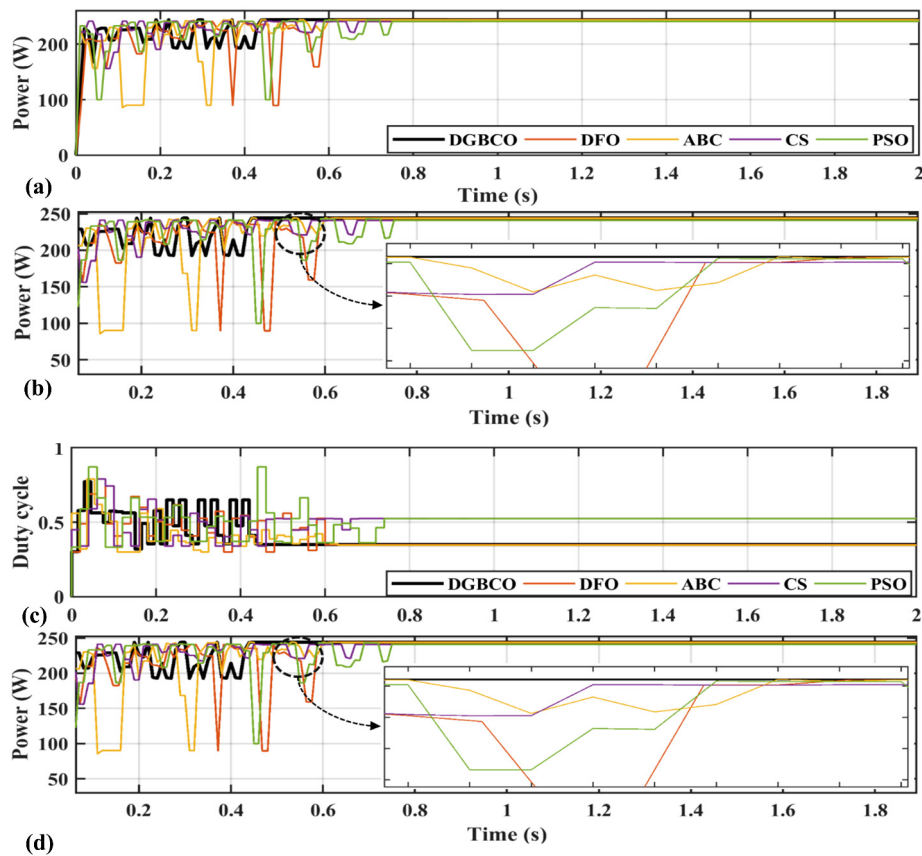 Power (W)
200
100
0
0 0.2 0.4 0.6 0.8 1 1.2 1.4 1.6 1.8 2
DGBCO DFO ABC CS PSO
Time (s)
(a)
Power (W)
250
200
150
100
50
0.2 0.4 0.6 0.8 1 1.2 1.4 1.6 1.8
Time (s)
(b)
Duty cycle
1
0.5
0
0 0.2 0.4 0.6 0.8 1 1.2 1.4 1.6 1.8 2
DGBCO DFO ABC CS PSO
(c)
Power (W)
250
200
150
100
50
0.2 0.4 0.6 0.8 1 1.2 1.4 1.6 1.8
Time (s)
(d)